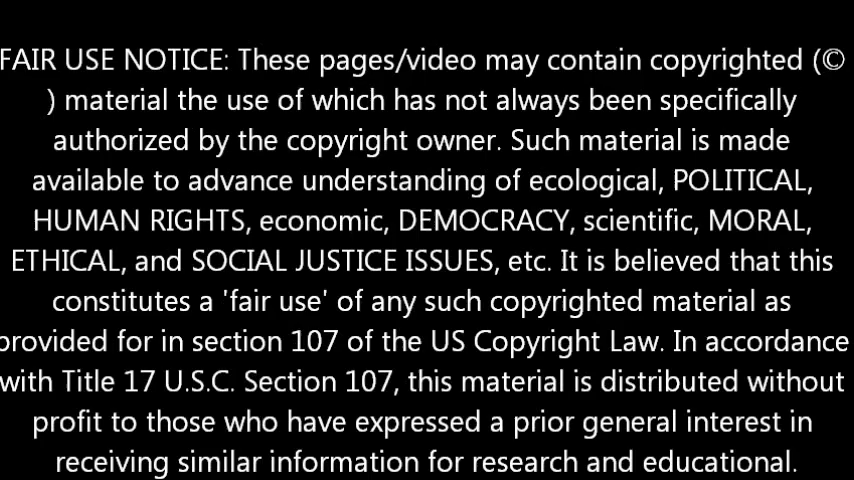 FAIR USE NOTICE: These pages/video may contain copyrighted (©
) material the use of which has not always been specifically
authorized by the copyright owner. Such material is made
available to advance understanding of ecological, POLITICAL,
HUMAN RIGHTS, economic, DEMOCRACY, scientific, MORAL,
ETHICAL, and SOCIAL JUSTICE ISSUES, etc. It is believed that this
constitutes a 'fair use' of any such copyrighted material as
provided for in section 107 of the US Copyright Law. In accordance
with Title 17 U.S.C. Section 107, this material is distributed without
profit to those who have expressed a prior general interest in
receiving similar information for research and educational.